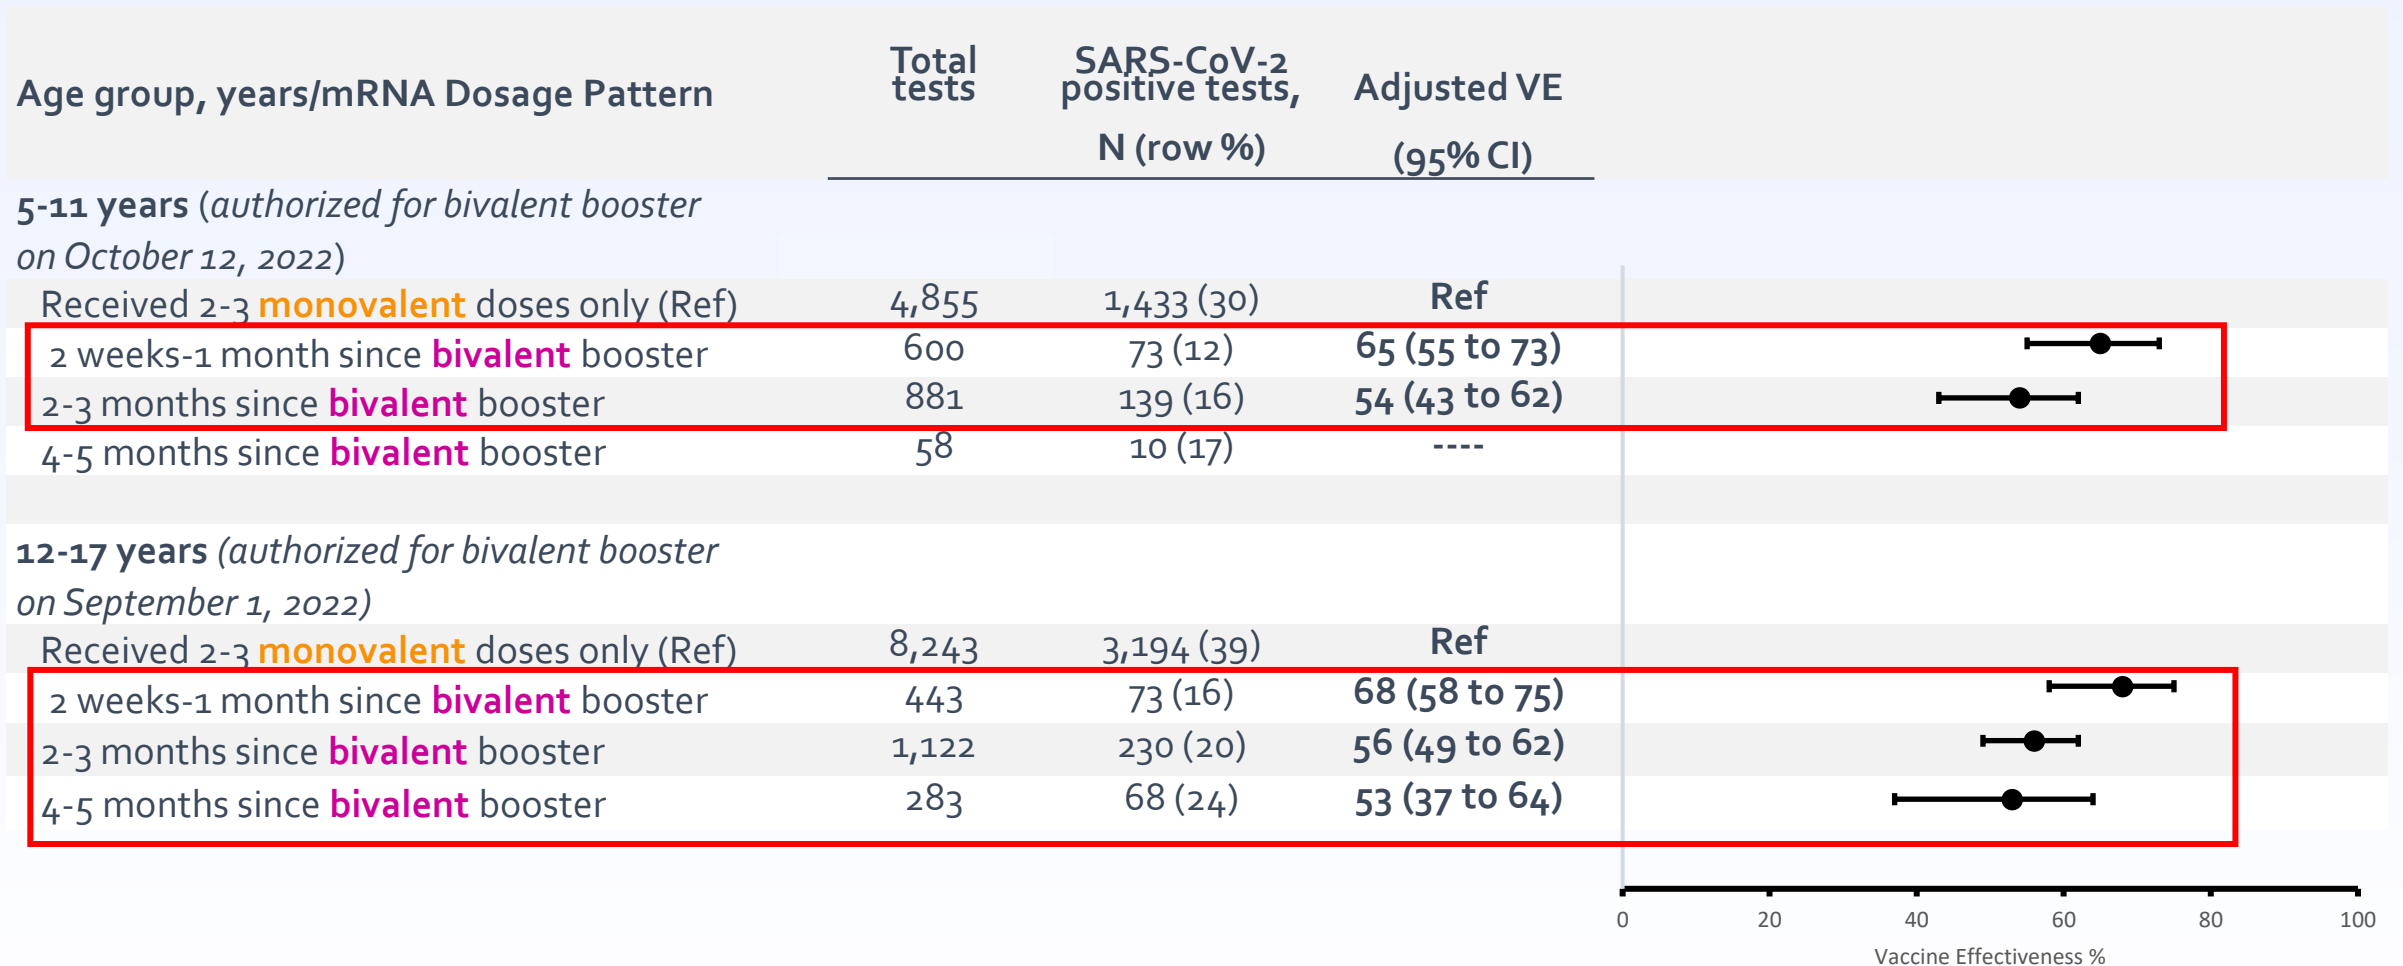 Age group, years/mRNA Dosage Pattern
Total
tests
SARS-CoV-2
positive tests,
N (row %)
Adjusted VE
(95% CI)
5-11 years (authorized for bivalent booster
on October 12, 2022)
Received 2-3 monovalent doses only (Ref) 4,855 1,433 (30) Ref
2 weeks-1 month since bivalent booster 600 73 (12) 65 (55 to 73)
2-3 months since bivalent booster 881 139 (16) 54 (43 to 62)
4-5 months since bivalent booster 58 10 (17) ----
12-17 years (authorized for bivalent booster
on September 1, 2022)
Received 2-3 monovalent doses only (Ref) 8,243 3,194 (39) Ref
2 weeks-1 month since bivalent booster 443 73 (16) 68 (58 to 75)
2-3 months since bivalent booster 1,122 230 (20) 56 (49 to 62)
4-5 months since bivalent booster 283 68 (24) 53 (37 to 64)
0 20 40 60 80 100
Vaccine Effectiveness %